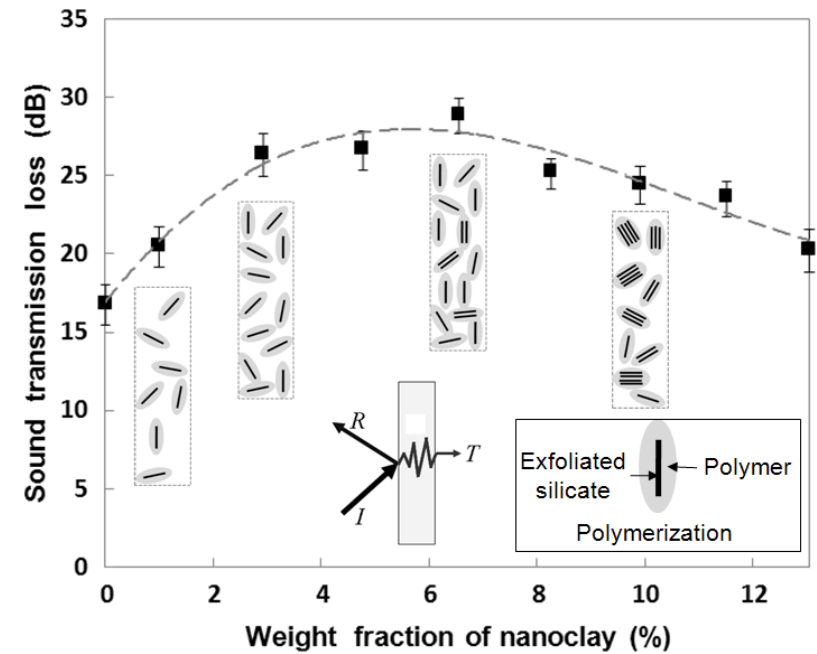 Sound transmission loss (dB)
35
30
25
20
15
10
5
0
R
T
I
Exfoliated
silicate
Polymer
Polymerization
0 2 4 6 8 10 12
Weight fraction of nanoclay (%)